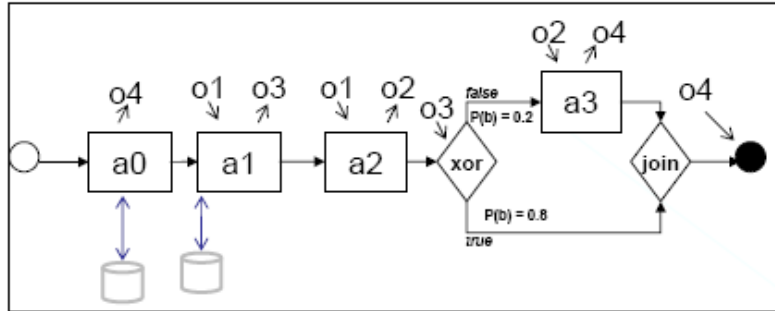 o4
o1 o3
o1 o2
o3
o2 o4
o4
a0
a1
a2
xor
false
P(b) = 0.2
a3
join
P(b) = 0.8
true